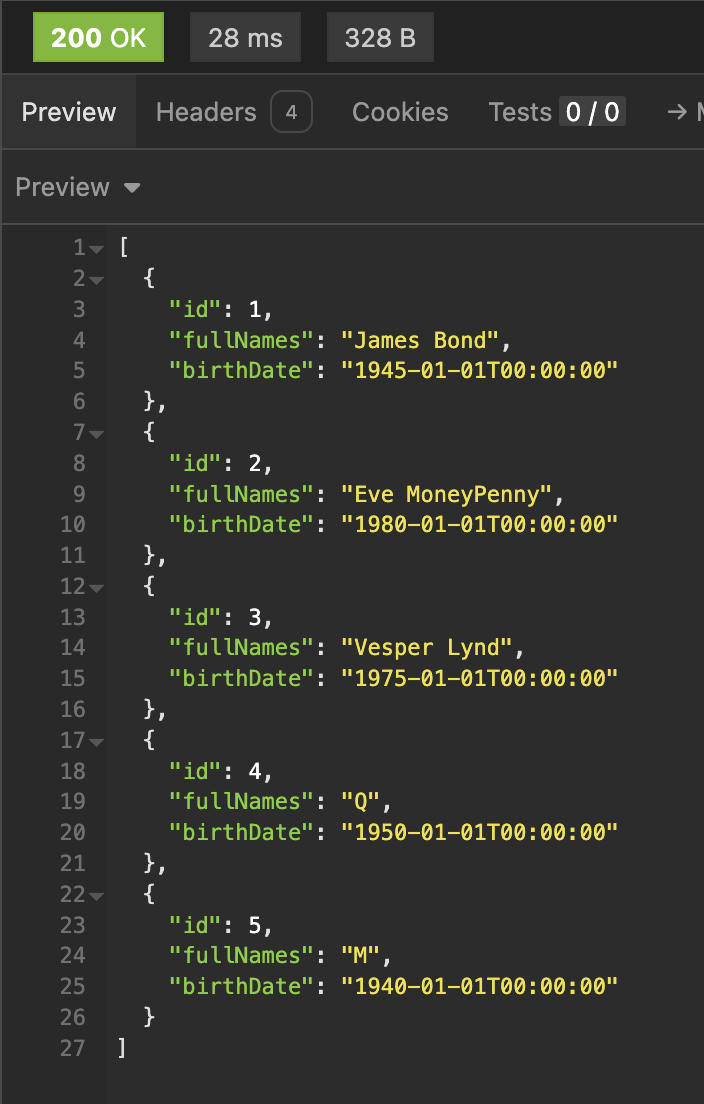 200 OK 28 ms 328 B
Preview Headers 4 Cookies Tests 0 / 0 → M
Preview
1 [
2 {
3 "id": 1,
4 "fullNames": "James Bond",
5 "birthDate": "1945-01-01T00:00:00"
6 },
7 {
8 "id": 2,
9 "fullNames": "Eve MoneyPenny",
10 "birthDate": "1980-01-01T00:00:00"
11 },
12 {
13 "id": 3,
14 "fullNames": "Vesper Lynd",
15 "birthDate": "1975-01-01T00:00:00"
16 },
17 {
18 "id": 4,
19 "fullNames": "Q",
20 "birthDate": "1950-01-01T00:00:00"
21 },
22 {
23 "id": 5,
24 "fullNames": "M",
25 "birthDate": "1940-01-01T00:00:00"
26 }
27 ]